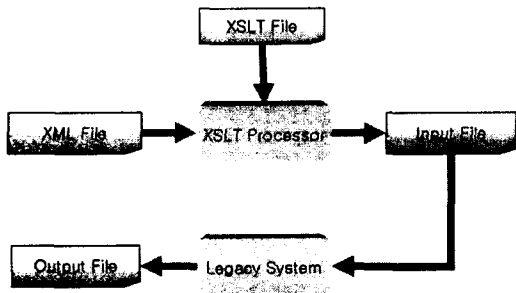 XSLT File
XML File
XSLT Processor
Input File
Output File
Legacy System